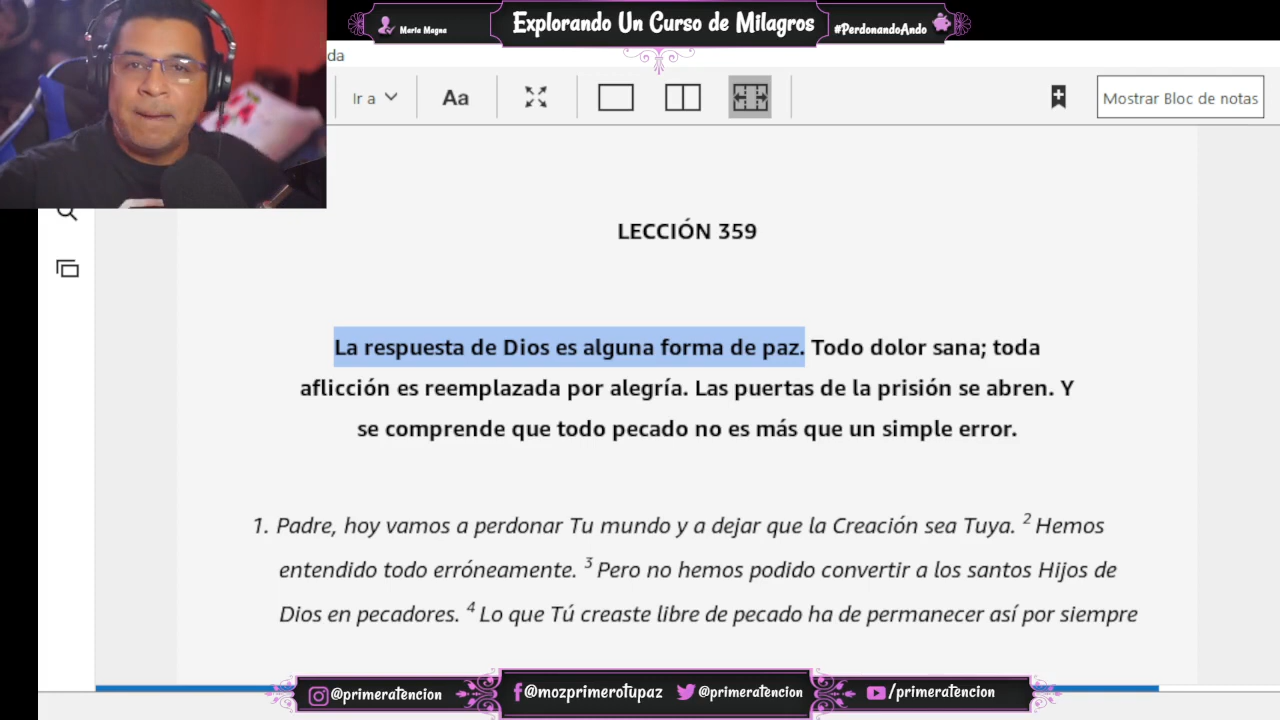 Maria Magna
Explorando Un Curso de Milagros
#PerdonandoAndo
da
Ir a
Aa
Mostrar Bloc de notas
LECCIÓN 359
La respuesta de Dios es alguna forma de paz. Todo dolor sana; toda
aflicción es reemplazada por alegría. Las puertas de la prisión se abren. Y
se comprende que todo pecado no es más que un simple error.
1. Padre, hoy vamos a perdonar Tu mundo y a dejar que la Creación sea Tuya. 2 Hemos
entendido todo erróneamente. 3 Pero no hemos podido convertir a los santos Hijos de
Dios en pecadores. 4 Lo que Tú creaste libre de pecado ha de permanecer así por siempre
@primeratencion
@mozprimerotupaz
@primeratencion
/primeratencion